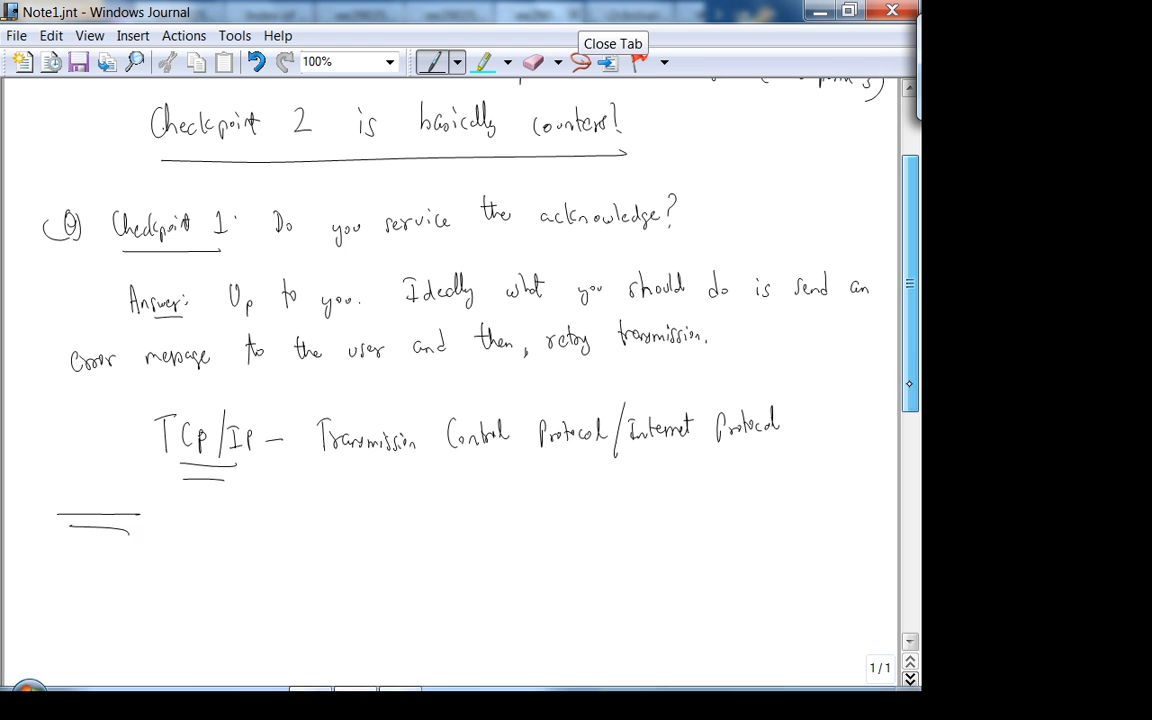 Note1.jnt - Windows Journal
File Edit View Insert Actions Tools Help
Close Tab
100%
Checkpoint 2 is basically counters!
Q) Checkpoint 1: Do you service the acknowledge?
Answer: Up to you. Ideally what you should do is send an
error message to the user and then, retry transmission.
TCP/IP - Transmission Control Protocol/Internet Protocol
1/1